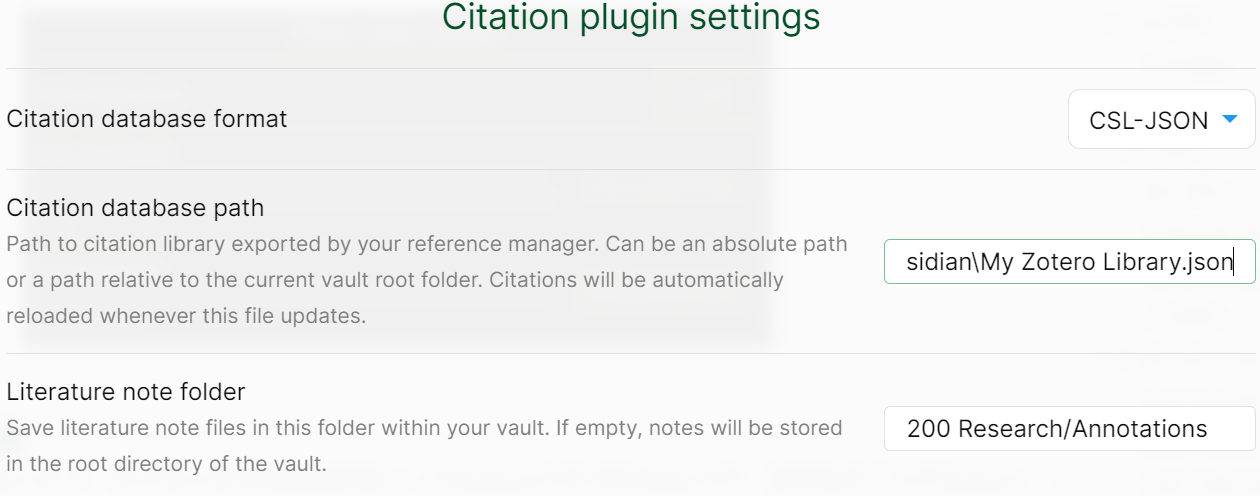 Citation plugin settings
Citation database format
CSL-JSON
Citation database path
Path to citation library exported by your reference manager. Can be an absolute path
or a path relative to the current vault root folder. Citations will be automatically
reloaded whenever this file updates.
sidian\My Zotero Library.json
Literature note folder
Save literature note files in this folder within your vault. If empty, notes will be stored
in the root directory of the vault.
200 Research/Annotations